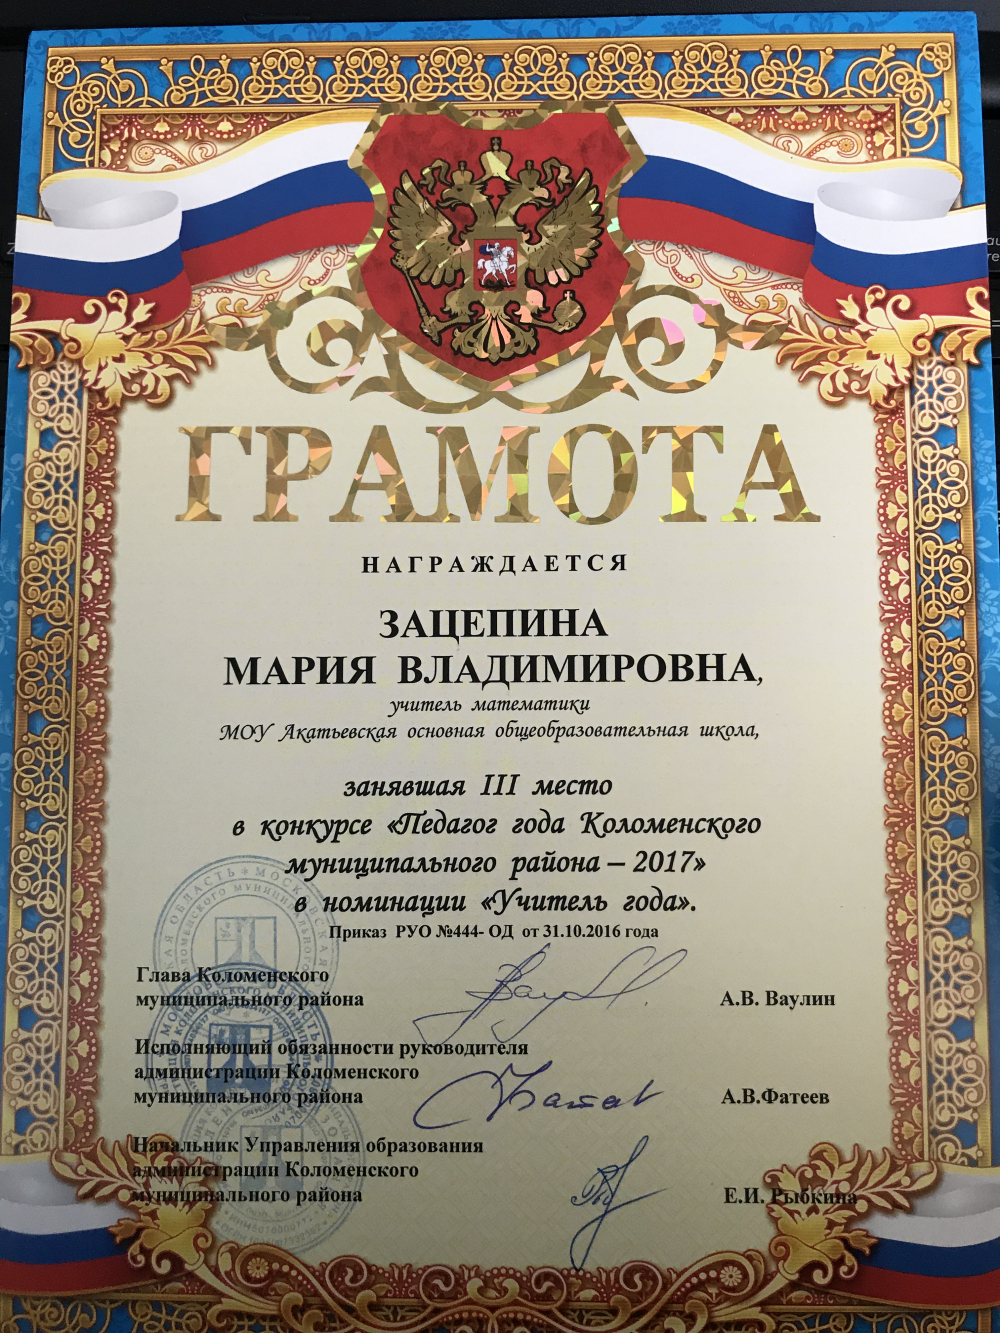 ГРАМОТА
НАГРАЖДАЕТСЯ
ЗАЦЕПИНА
МАРИЯ ВЛАДИМИРОВНА,
учитель математики
МОУ Акатьевская основная общеобразовательная школа,
занявшая III место
в конкурсе «Педагог года Коломенского
муниципального района – 2017»
в номинации «Учитель года».
Приказ РУО №444- ОД от 31.10.2016 года
Глава Коломенского
муниципального района
А.В. Ваулин
Исполняющий обязанности руководителя
администрации Коломенского
муниципального района
А.В.Фатеев
Начальник Управления образования
администрации Коломенского
муниципального района
Е.И. Рыбкина